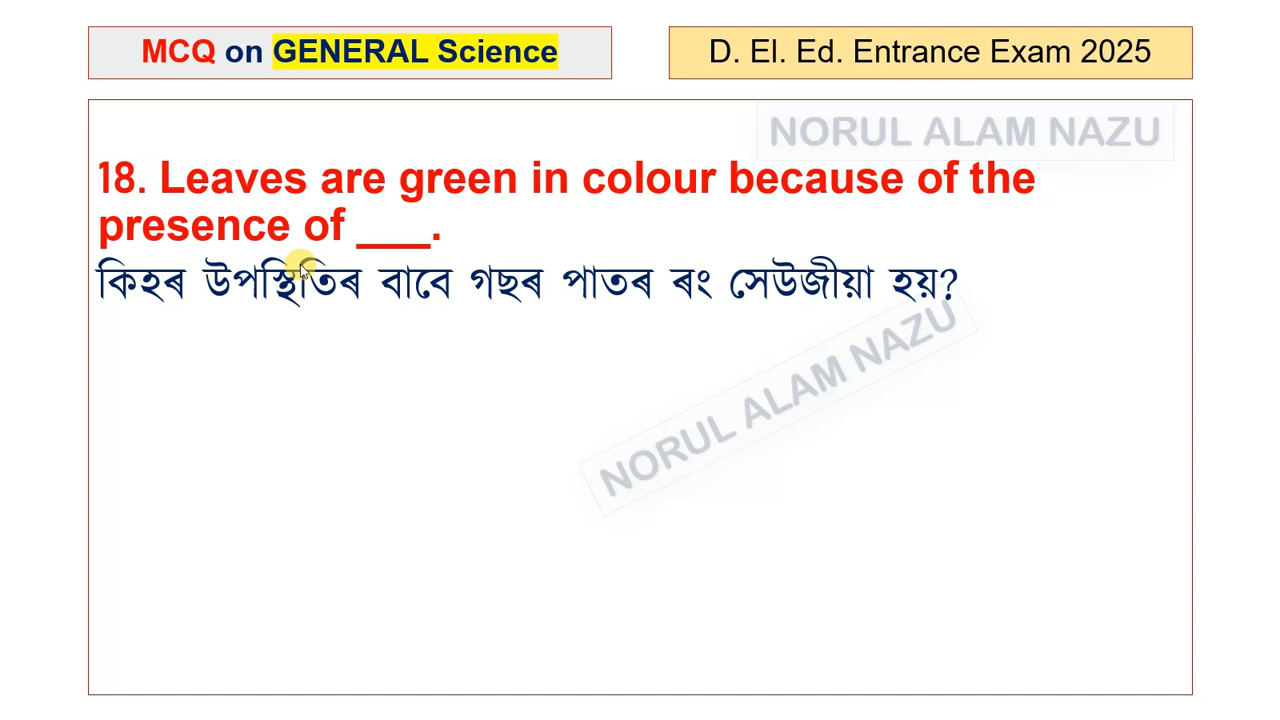 MCQ on GENERAL Science
D. El. Ed. Entrance Exam 2025
NORUL ALAM NAZU
18. Leaves are green in colour because of the
presence of ___.
কিহৰ উপস্থিতিৰ বাবে গছৰ পাতৰ ৰং সেউজীয়া হয়?
NORUL ALAM NAZU